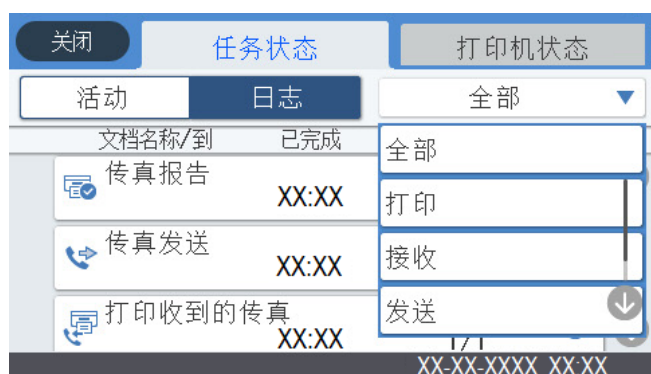 关闭
任务状态
打印机状态
活动
日志
全部
文档名称/到
已完成
全部
传真报告
XX:XX
打印
传真发送
XX:XX
接收
打印收到的传真
XX:XX
发送
1/1
XX-XX-XXXX XX:XX